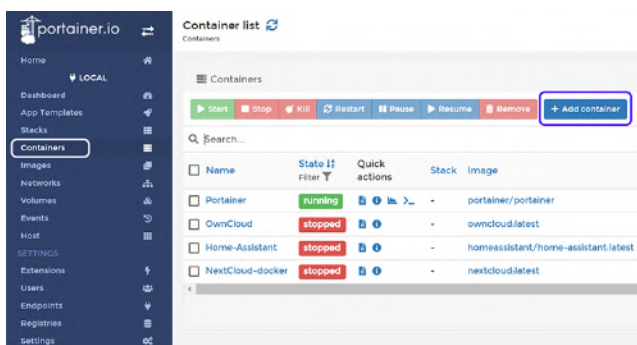 portainer.io
Home
LOCAL
Dashboard
App Templates
Stacks
Containers
Images
Networks
Volumes
Events
Host
SETTINGS
Extensions
Users
Endpoints
Registries
Settings
Container list
Containers
Containers
Start Stop Kill Restart Pause Resume Remove + Add container
Search...
Name State Filter Quick actions Stack Image
Portainer running - portainer/portainer
OwnCloud stopped - owncloud:latest
Home-Assistant stopped - homeassistant/home-assistant:latest
NextCloud-docker stopped - nextcloud:latest